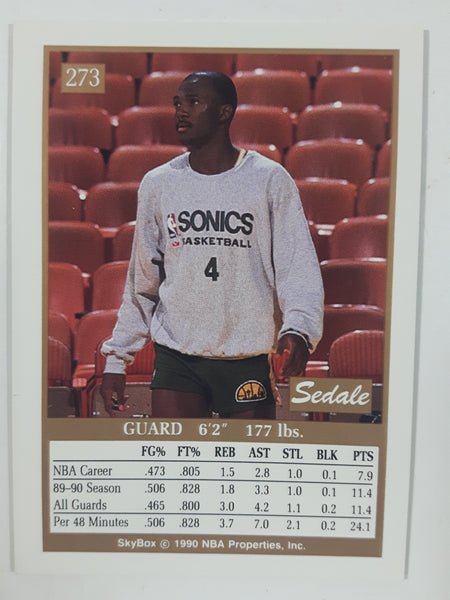 273
NBA SONICS
BASKETBALL
4
Sedale
GUARD 6'2" 177 lbs.
FG% FT% REB AST STL BLK PTS
NBA Career .473 .805 1.5 2.8 1.0 0.1 7.9
89–90 Season .506 .828 1.8 3.3 1.0 0.1 11.4
All Guards .465 .800 3.0 4.2 1.1 0.2 11.4
Per 48 Minutes .506 .828 3.7 7.0 2.1 0.2 24.1
SkyBox © 1990 NBA Properties, Inc.